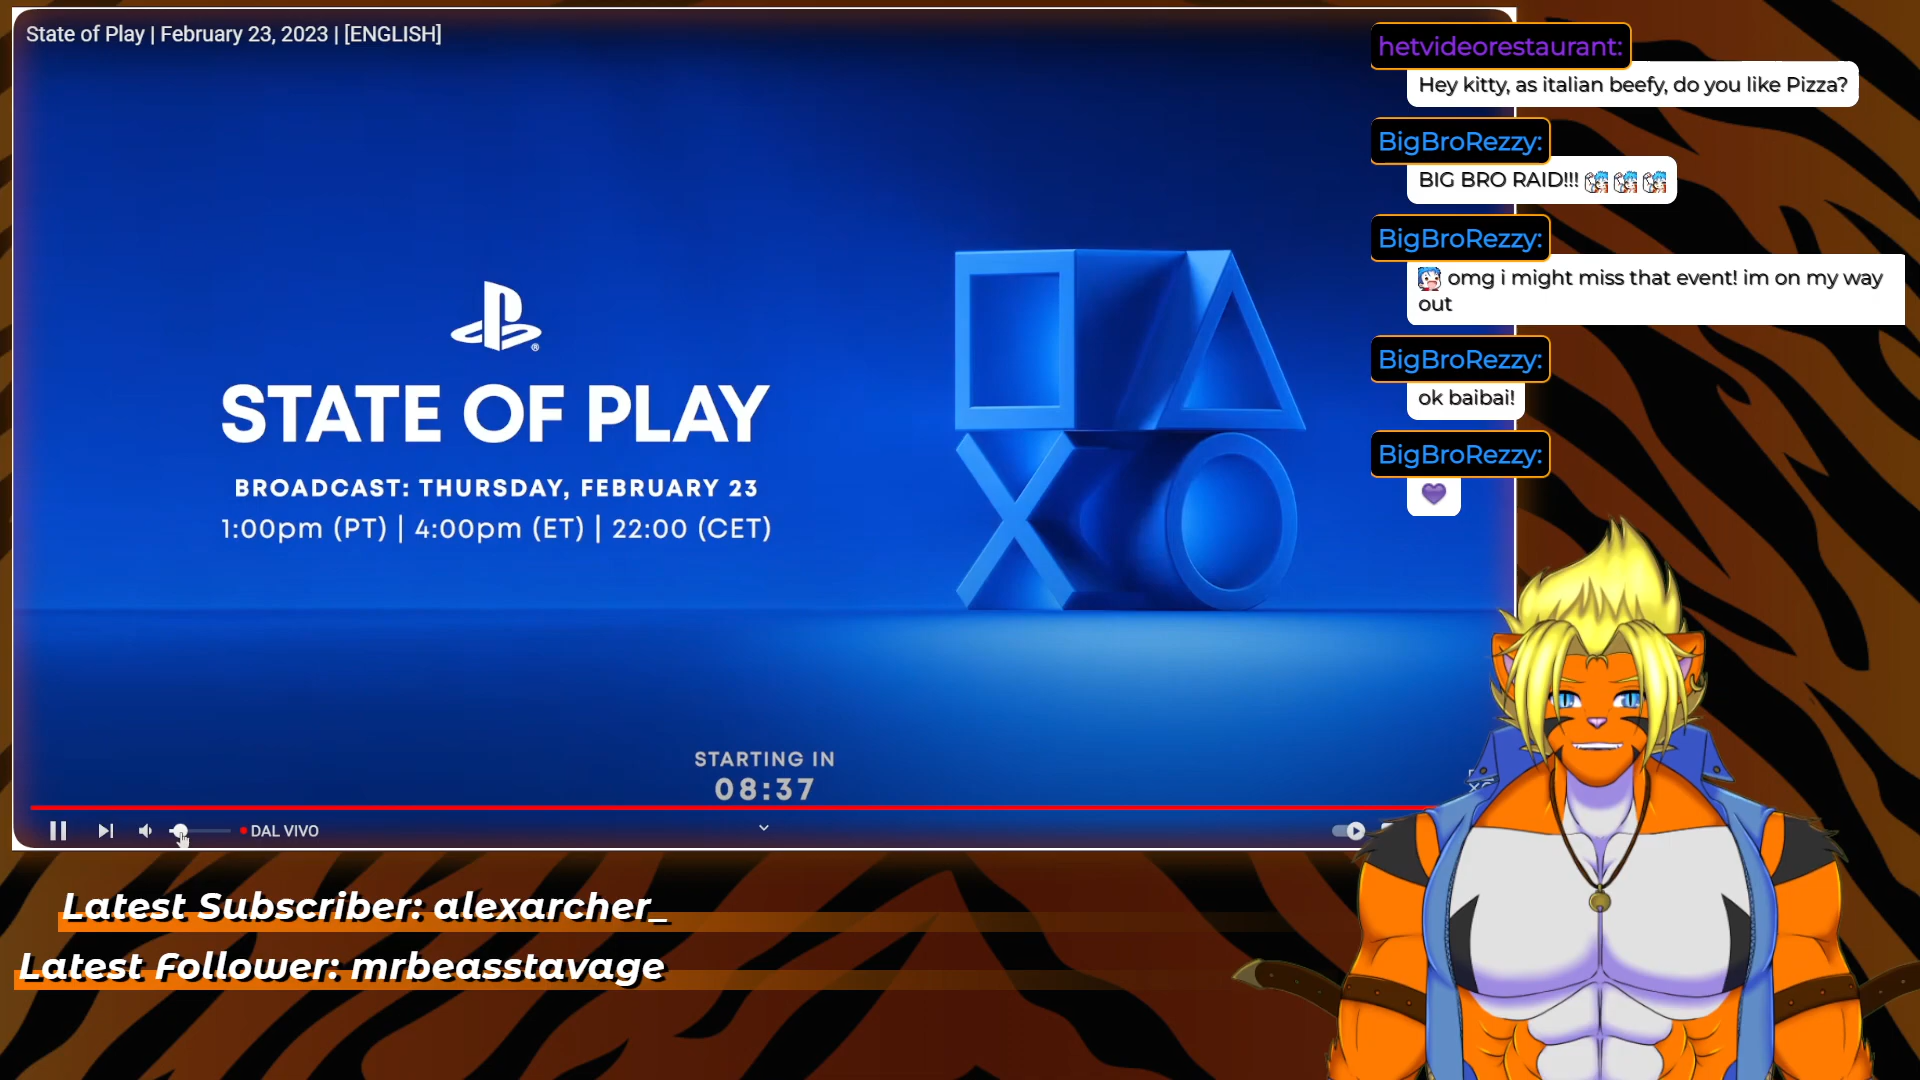 State of Play | February 23, 2023 | [ENGLISH]
STATE OF PLAY
BROADCAST: THURSDAY, FEBRUARY 23
1:00pm (PT) | 4:00pm (ET) | 22:00 (CET)
STARTING IN
08:37
DAL VIVO
hetvideorestaurant:
Hey kitty, as italian beefy, do you like Pizza?
BigBroRezzy:
BIG BRO RAID!!!
BigBroRezzy:
omg i might miss that event! im on my way
out
BigBroRezzy:
ok baibai!
BigBroRezzy:
Latest Subscriber: alexarcher_
Latest Follower: mrbeasstavage